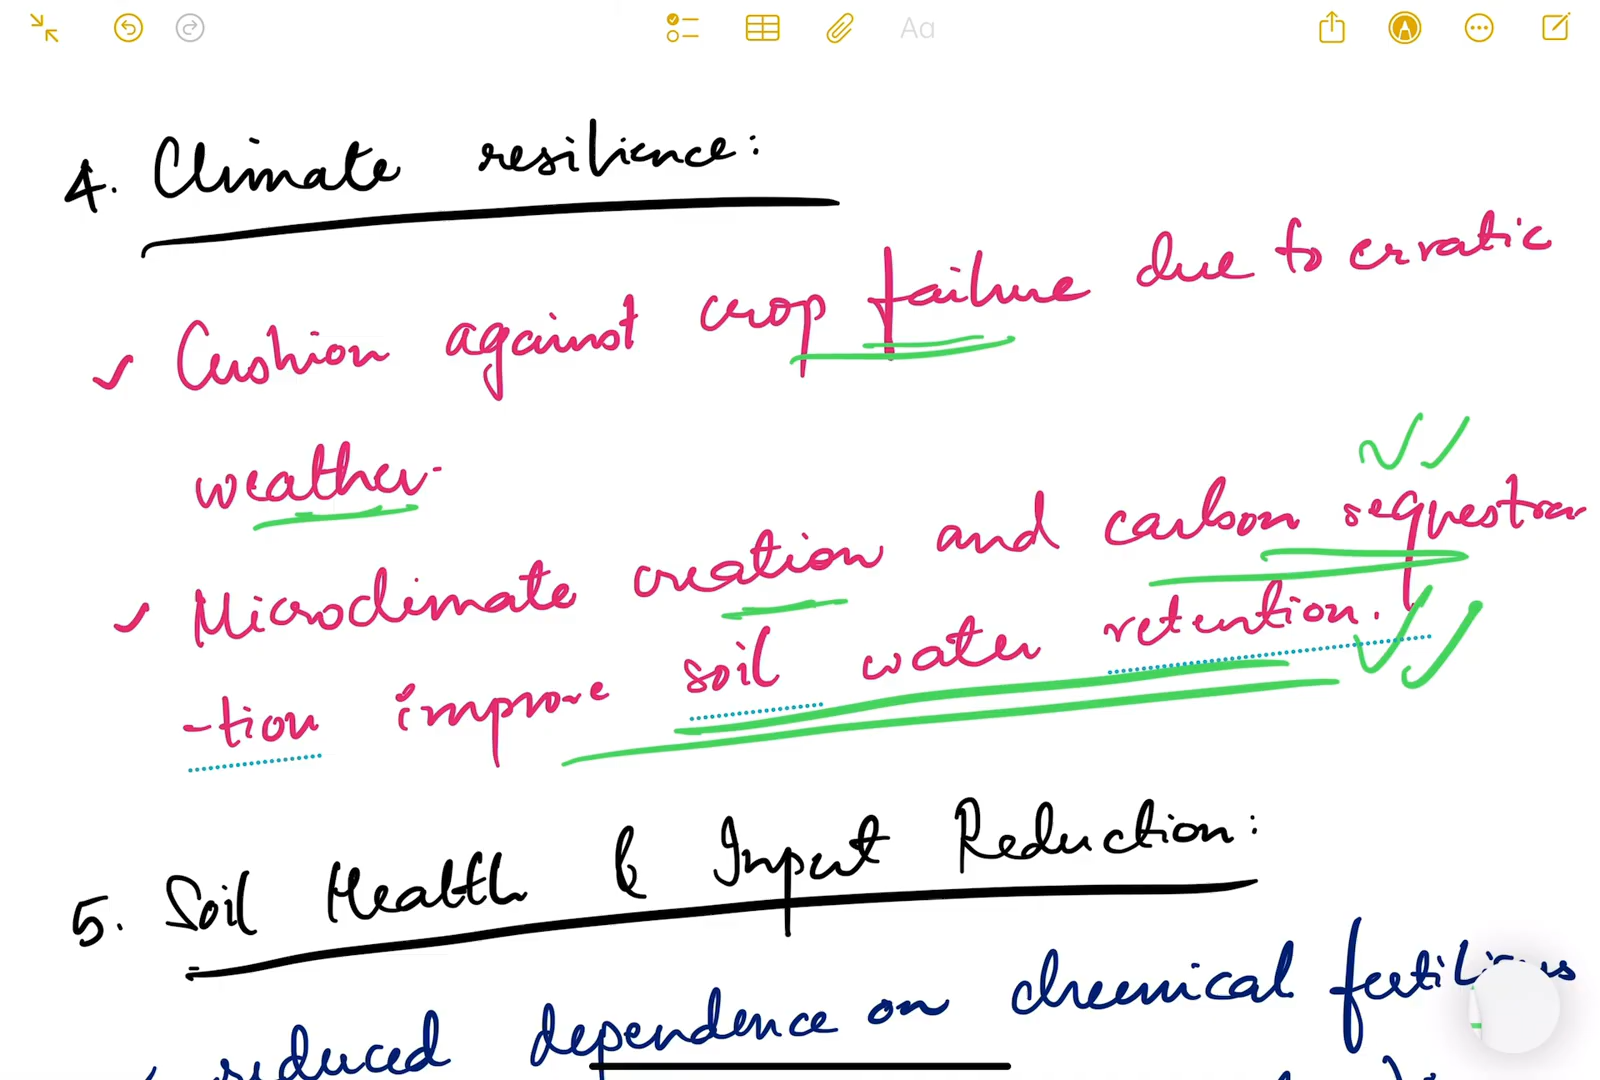 Aa
4. Climate resilience:
✓ Cushion against crop failure due to erratic
weather.
✓ Microclimate creation and carbon sequestra
-tion improve soil water retention.
5. Soil Health & Input Reduction:
reduced dependence on chemical